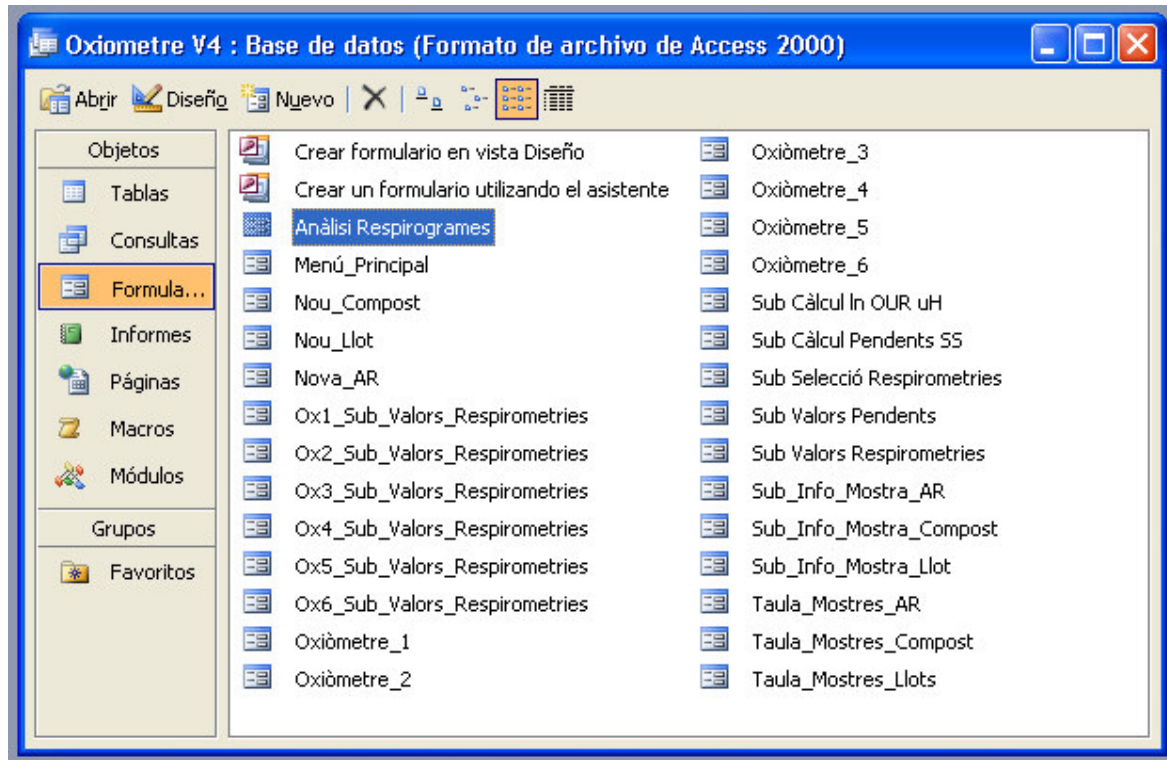 Oxiometre V4 : Base de datos (Formato de archivo de Access 2000)
Abrir Diseño Nuevo
Objetos
Tablas
Consultas
Formula...
Informes
Páginas
Macros
Módulos
Grupos
Favoritos
Crear formulario en vista Diseño
Crear un formulario utilizando el asistente
Anàlisi Respirogrames
Menú_Principal
Nou_Compost
Nou_Llot
Nova_AR
Ox1_Sub_Valors_Respirometries
Ox2_Sub_Valors_Respirometries
Ox3_Sub_Valors_Respirometries
Ox4_Sub_Valors_Respirometries
Ox5_Sub_Valors_Respirometries
Ox6_Sub_Valors_Respirometries
Oxiòmetre_1
Oxiòmetre_2
Oxiòmetre_3
Oxiòmetre_4
Oxiòmetre_5
Oxiòmetre_6
Sub Càlcul ln OUR uH
Sub Càlcul Pendents SS
Sub Selecció Respirometries
Sub Valors Pendents
Sub Valors Respirometries
Sub_Info_Mostra_AR
Sub_Info_Mostra_Compost
Sub_Info_Mostra_Llot
Taula_Mostres_AR
Taula_Mostres_Compost
Taula_Mostres_Llots